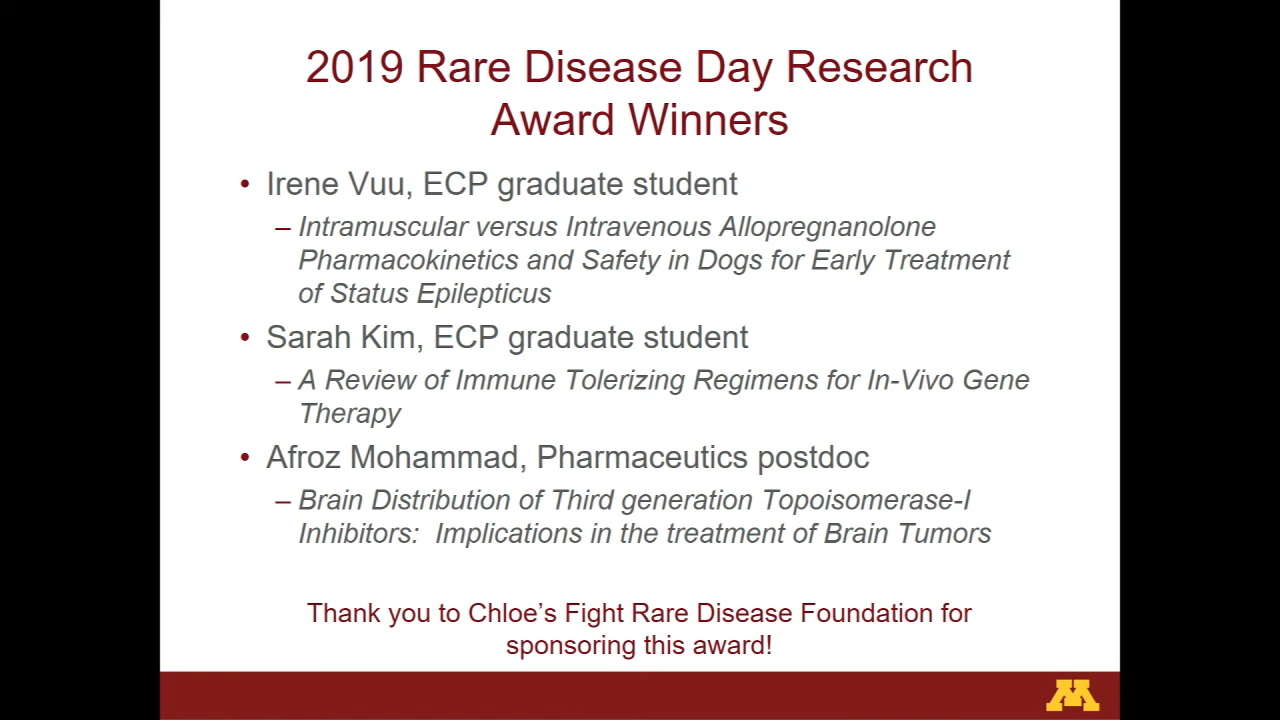 2019 Rare Disease Day Research
Award Winners
• Irene Vuu, ECP graduate student
– Intramuscular versus Intravenous Allopregnanolone
Pharmacokinetics and Safety in Dogs for Early Treatment
of Status Epilepticus
• Sarah Kim, ECP graduate student
– A Review of Immune Tolerizing Regimens for In-Vivo Gene
Therapy
• Afroz Mohammad, Pharmaceutics postdoc
– Brain Distribution of Third generation Topoisomerase-I
Inhibitors:  Implications in the treatment of Brain Tumors
Thank you to Chloe’s Fight Rare Disease Foundation for
sponsoring this award!
M